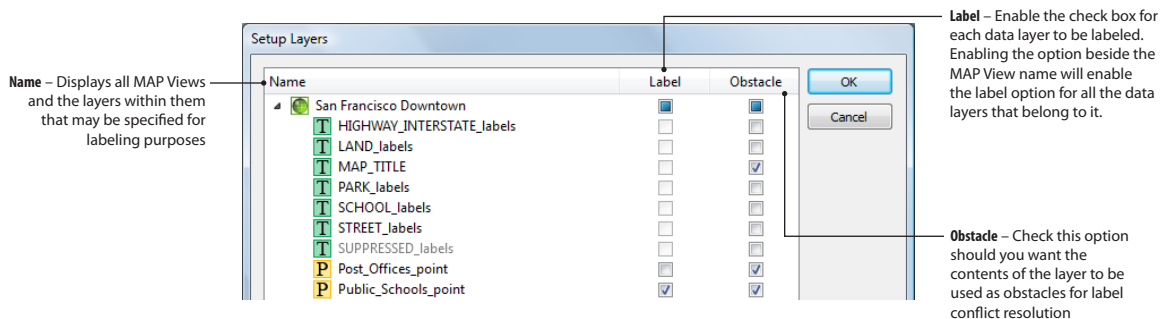 Name – Displays all MAP Views
and the layers within them
that may be specified for
labeling purposes
Setup Layers
Name Label Obstacle
San Francisco Downtown
T HIGHWAY_INTERSTATE_labels
T LAND_labels
T MAP_TITLE
T PARK_labels
T SCHOOL_labels
T STREET_labels
T SUPPRESSED_labels
P Post_Offices_point
P Public_Schools_point
OK
Cancel
Label – Enable the check box for
each data layer to be labeled.
Enabling the option beside the
MAP View name will enable
the label option for all the data
layers that belong to it.
Obstacle – Check this option
should you want the
contents of the layer to be
used as obstacles for label
conflict resolution